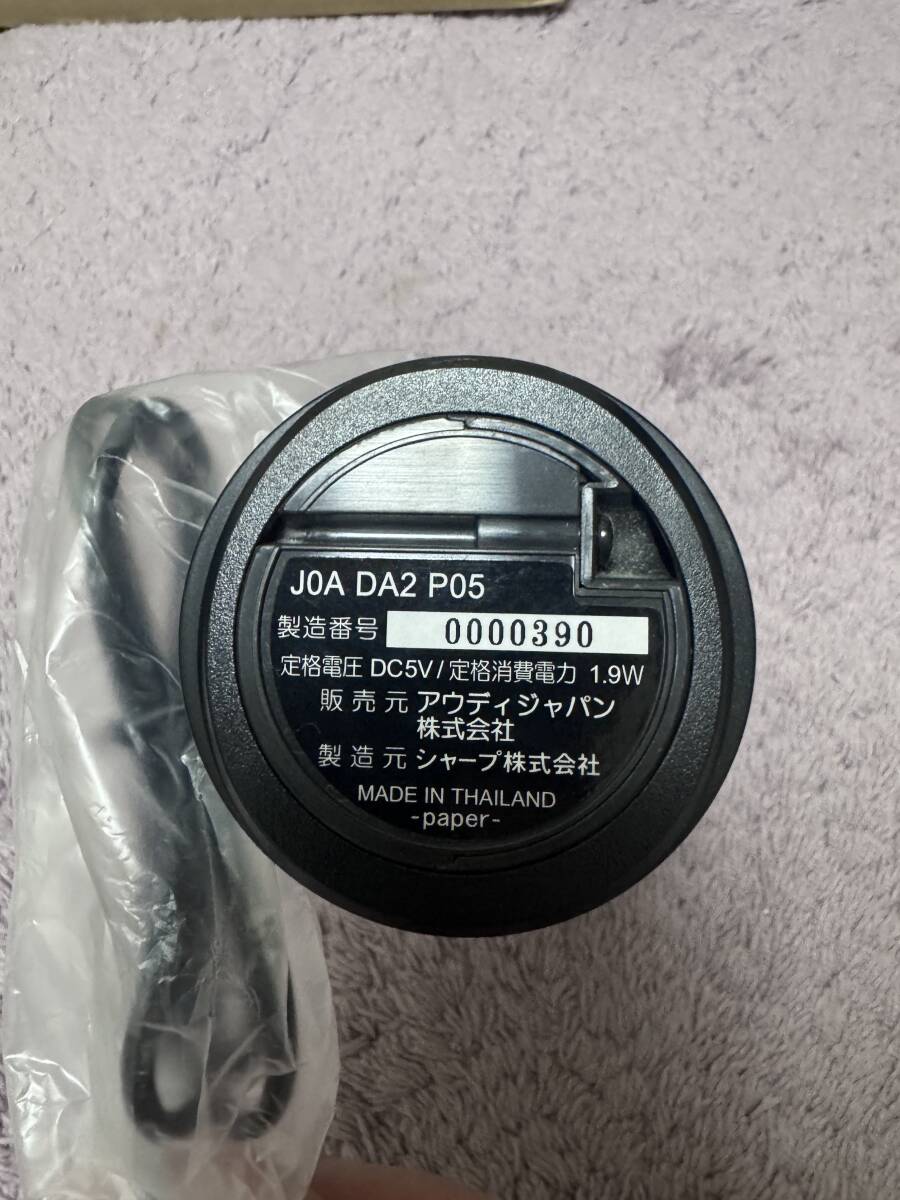 J0A DA2 P05
製造番号 0000390
定格電圧 DC5V/定格消費電力 1.9W
販売元 アウディジャパン
株式会社
製造元 シャープ株式会社
MADE IN THAILAND
-paper-